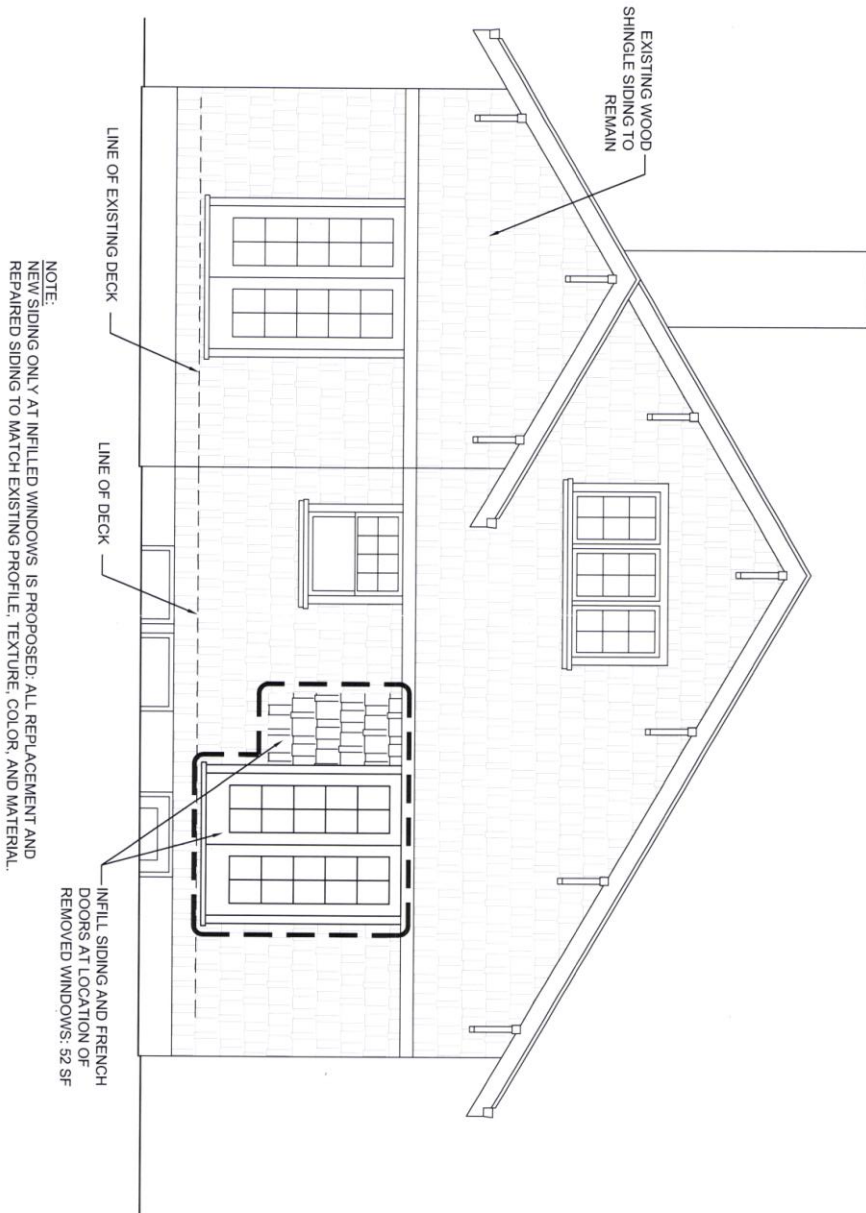 EXISTING WOOD
SHINGLE SIDING TO
REMAIN
LINE OF EXISTING DECK
LINE OF DECK
INFILL SIDING AND FRENCH
DOORS AT LOCATION OF
REMOVED WINDOWS: 52 SF
NOTE:
NEW SIDING ONLY AT INFILLED WINDOWS IS PROPOSED: ALL REPLACEMENT AND
REPAIRED SIDING TO MATCH EXISTING PROFILE, TEXTURE, COLOR, AND MATERIAL.